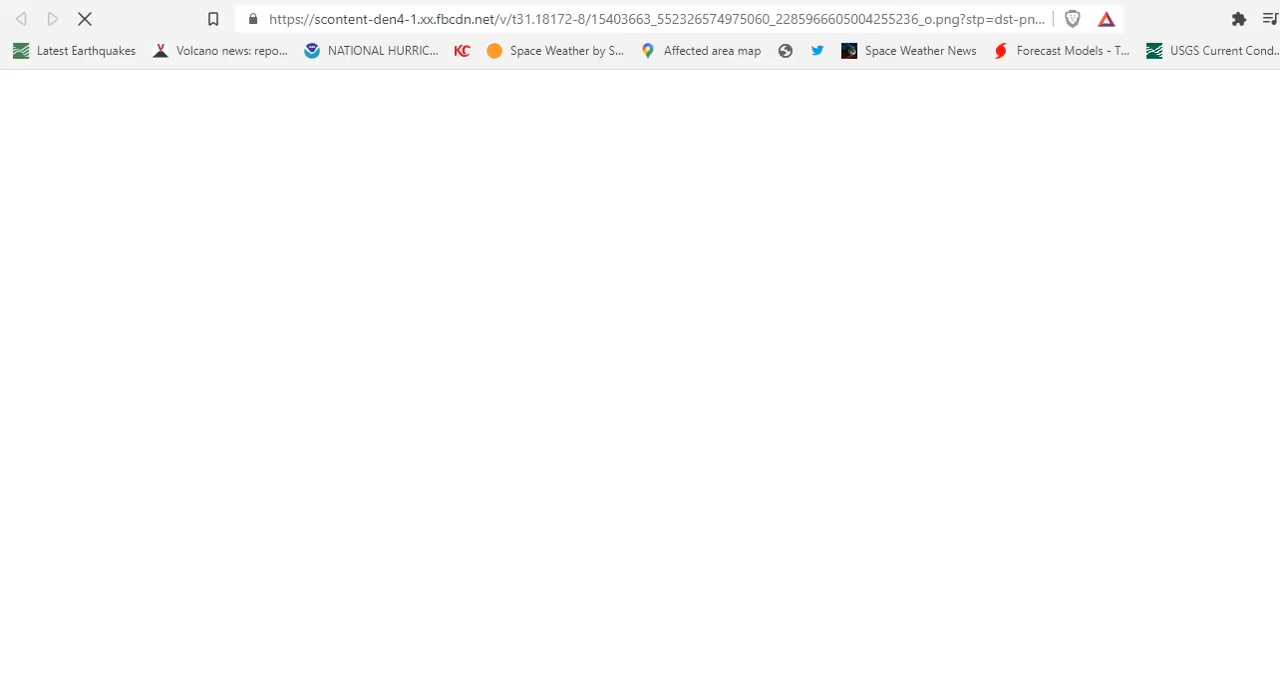 https://scontent-den4-1.xx.fbcdn.net/v/t31.18172-8/15403663_552326574975060_2285966605004255236_o.png?stp=dst-pn...
Latest Earthquakes V Volcano news: repo... NATIONAL HURRIC... KC Space Weather by S... Affected area map Space Weather News Forecast Models - T... USGS Current Cond...